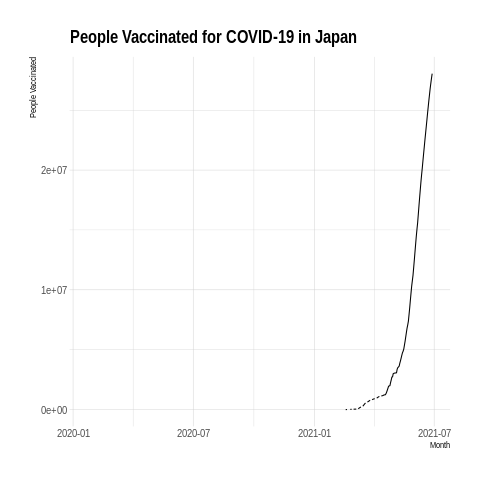 People Vaccinated for COVID-19 in Japan
People Vaccinated
2e+07
1e+07
0e+00
2020-01 2020-07 2021-01 2021-07
Month